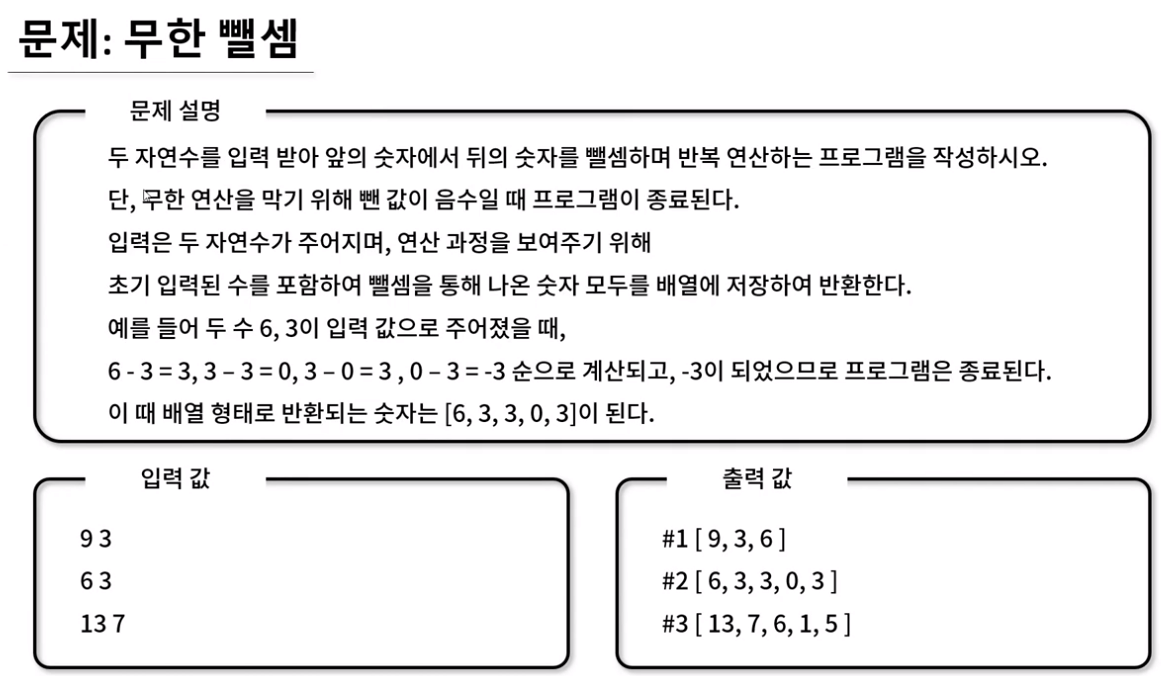 문제: 무한 뺄셈
문제 설명
두 자연수를 입력 받아 앞의 숫자에서 뒤의 숫자를 뺄셈하며 반복 연산하는 프로그램을 작성하시오.
단, 무한 연산을 막기 위해 뺀 값이 음수일 때 프로그램이 종료된다.
입력은 두 자연수가 주어지며, 연산 과정을 보여주기 위해
초기 입력된 수를 포함하여 뺄셈을 통해 나온 숫자 모두를 배열에 저장하여 반환한다.
예를 들어 두 수 6, 3이 입력 값으로 주어졌을 때,
6 - 3 = 3, 3 – 3 = 0, 3 – 0 = 3 , 0 – 3 = -3 순으로 계산되고, -3이 되었으므로 프로그램은 종료된다.
이 때 배열 형태로 반환되는 숫자는 [6, 3, 3, 0, 3]이 된다.
입력 값
9 3
6 3
13 7
출력 값
#1 [ 9, 3, 6 ]
#2 [ 6, 3, 3, 0, 3 ]
#3 [ 13, 7, 6, 1, 5 ]